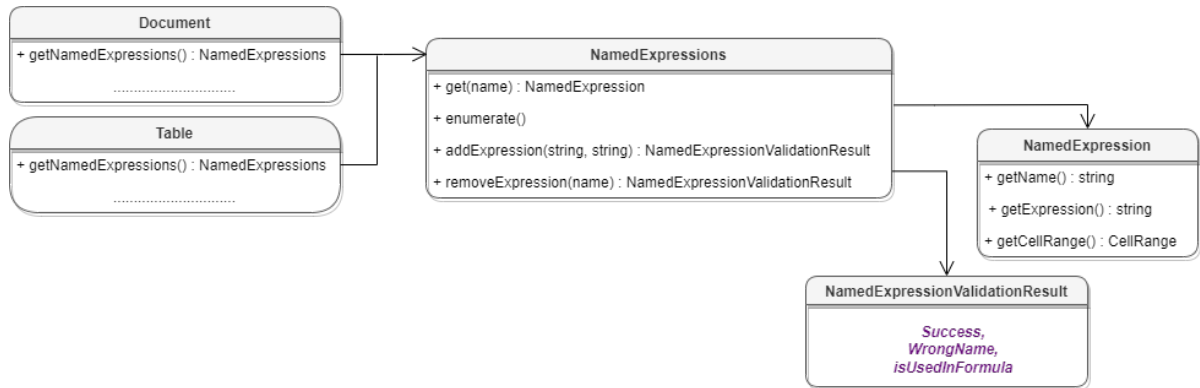 Document
+ getNamedExpressions() : NamedExpressions
..............................
Table
+ getNamedExpressions() : NamedExpressions
..............................
NamedExpressions
+ get(name) : NamedExpression
+ enumerate()
+ addExpression(string, string) : NamedExpressionValidationResult
+ removeExpression(name) : NamedExpressionValidationResult
NamedExpression
+ getName() : string
+ getExpression() : string
+ getCellRange() : CellRange
NamedExpressionValidationResult
Success,
WrongName,
isUsedInFormula